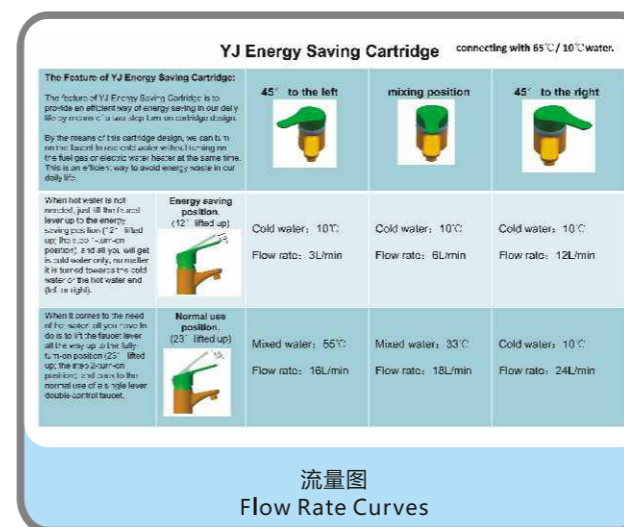 YJ Energy Saving Cartridge
connecting with 65℃/ 10℃water.
The Feature of YJ Energy Saving Cartridge:
The feature of YJ Energy Saving Cartridge is to
provide an efficient way of energy saving in our daily
life by means of a two step turn on cartridge design.
By the means of this cartridge design, we can turn
on the faucet to use cold water without turning on
the fuel gas or electric water heater at the same time.
This is an efficient way to avoid energy waste in our
daily life.
45° to the left
mixing position
45° to the right
When hot water is not
needed, just lift the faucet
lever up to the energy
saving position (12° lifted
up; the step 1-turn-on
position), and all you will get
is cold water only, no matter
it is turned towards the cold
water or the hot water end
(left or right).
Energy saving
position.
(12° lifted up)
Cold water: 10℃
Flow rate: 3L/min
Cold water: 10℃
Flow rate: 6L/min
Cold water: 10℃
Flow rate: 12L/min
When it comes to the need
of hot water, all you have to
do is to lift the faucet lever
all the way up to the fully-
turn-on position (23° lifted
up; the step 2-turn-on
position), and back to the
normal use of a single lever
double control faucet.
Normal use
position.
(23° lifted up)
Mixed water: 55℃
Flow rate: 16L/min
Mixed water: 33℃
Flow rate: 18L/min
Cold water: 10℃
Flow rate: 24L/min
流量图
Flow Rate Curves